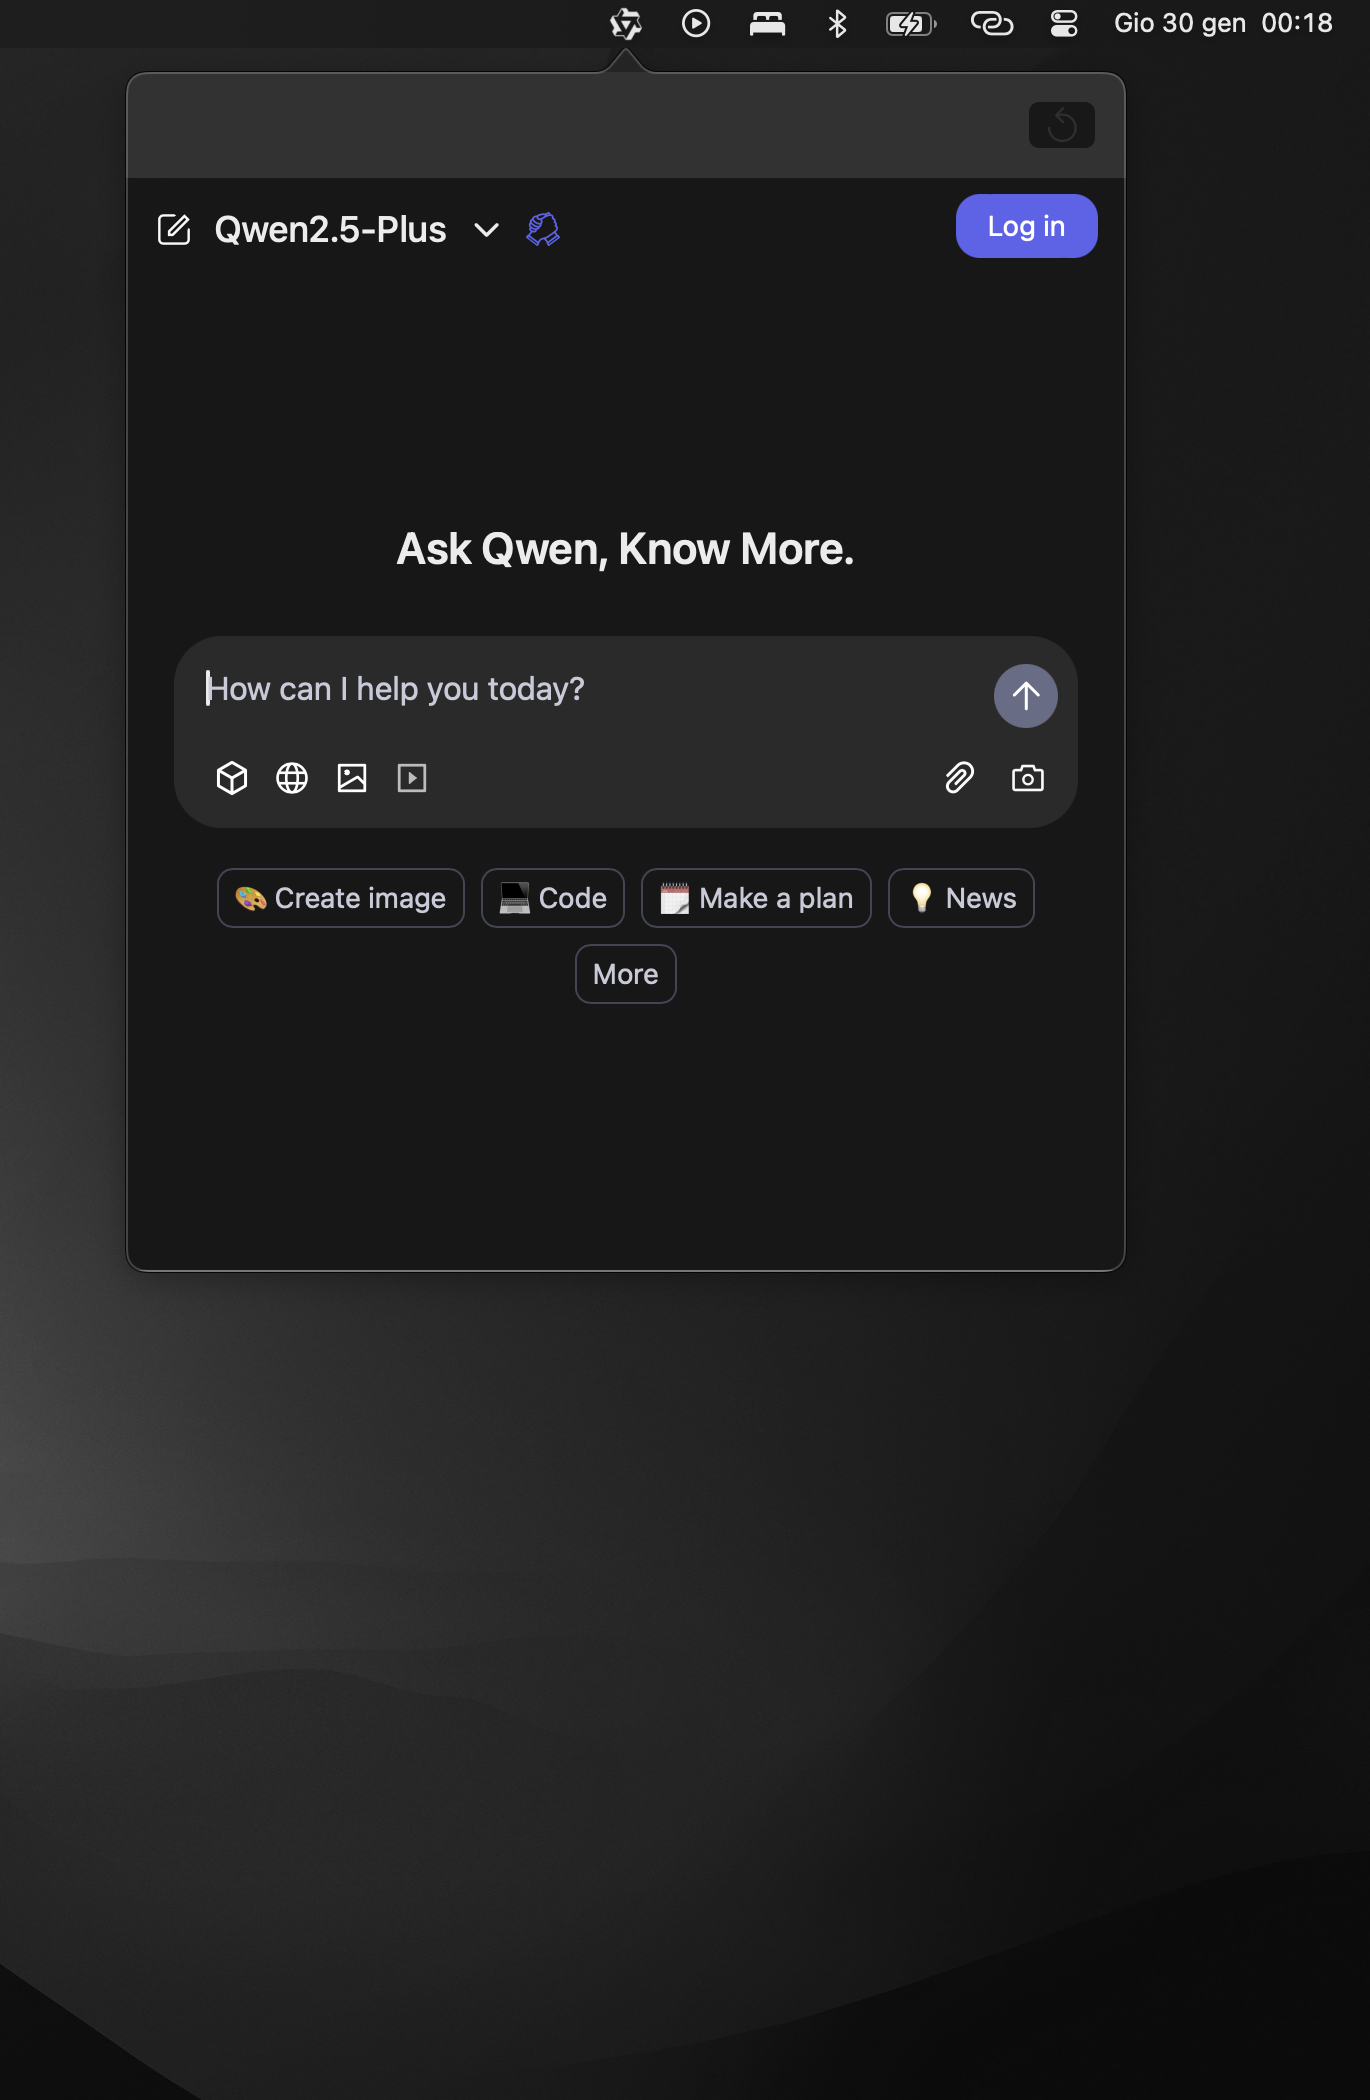 Gio 30 gen 00:18
Qwen2.5-Plus
Log in
Ask Qwen, Know More.
How can I help you today?
Create image
Code
Make a plan
News
More